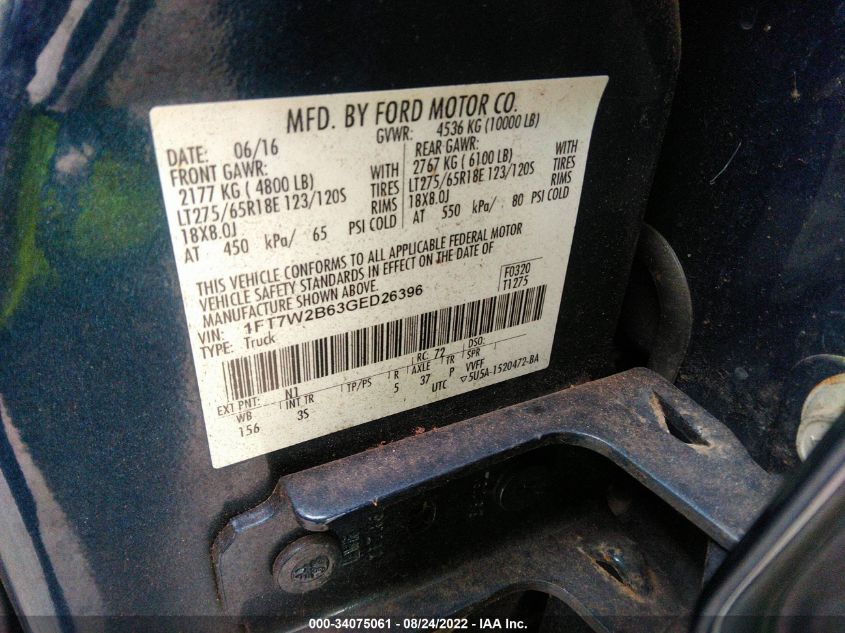 MFD. BY FORD MOTOR CO.
DATE: 06/16 GVWR: 4536 KG (10000 LB)
FRONT GAWR: WITH REAR GAWR: WITH
2177 KG ( 4800 LB) TIRES 2767 KG ( 6100 LB) TIRES
LT275/65R18E 123/120S RIMS LT275/65R18E 123/120S RIMS
18X8.0J 18X8.0J
AT 450 kPa/ 65 PSI COLD AT 550 kPa/ 80 PSI COLD
THIS VEHICLE CONFORMS TO ALL APPLICABLE FEDERAL MOTOR
VEHICLE SAFETY STANDARDS IN EFFECT ON THE DATE OF
MANUFACTURE SHOWN ABOVE.
F0320
T1275
VIN: 1FT7W2B63GED26396
TYPE: Truck
RC: 72 DSO:
EXT PNT: N1
WB INT TR TP/PS R AXLE TR SPR
156 3S 5 37 P VVFF
UTC ▽5U5A-1520472-BA
000-34075061 - 08/24/2022 - IAA Inc.